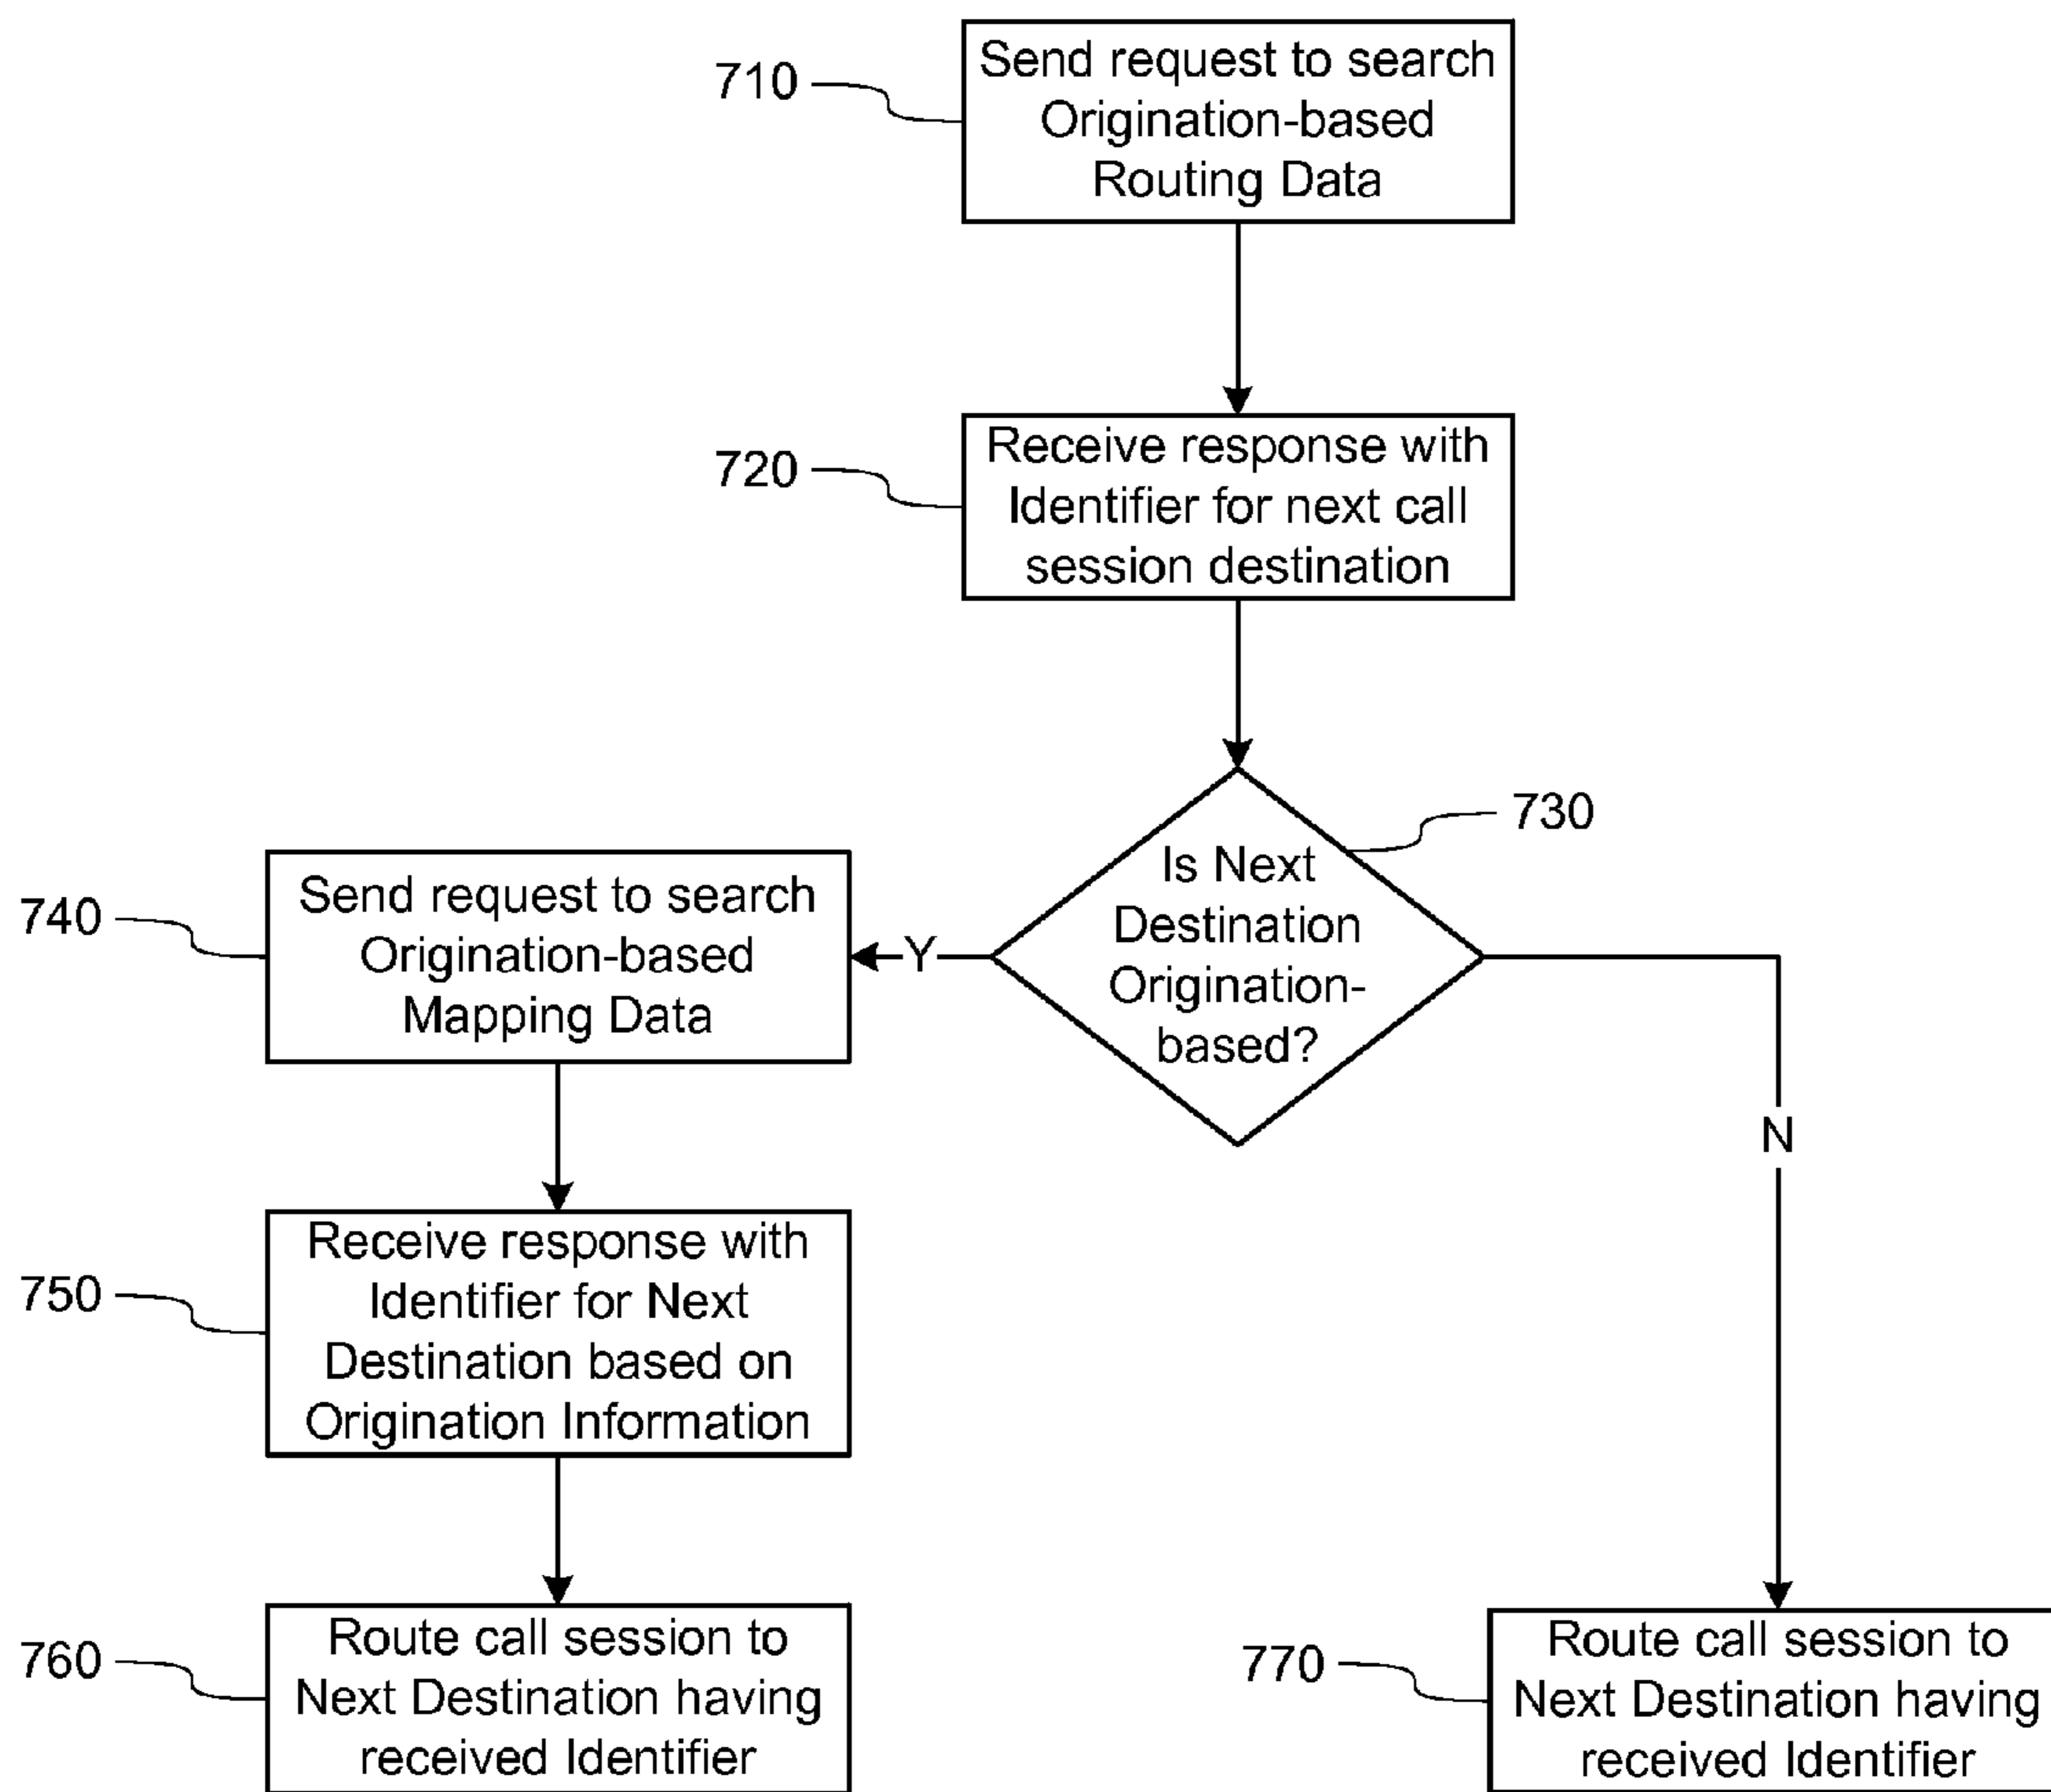 710
Send request to search
Origination-based
Routing Data
720
Receive response with
Identifier for next call
session destination
730
Is Next
Destination
Origination-
based?
Y
N
740
Send request to search
Origination-based
Mapping Data
750
Receive response with
Identifier for Next
Destination based on
Origination Information
760
Route call session to
Next Destination having
received Identifier
770
Route call session to
Next Destination having
received Identifier